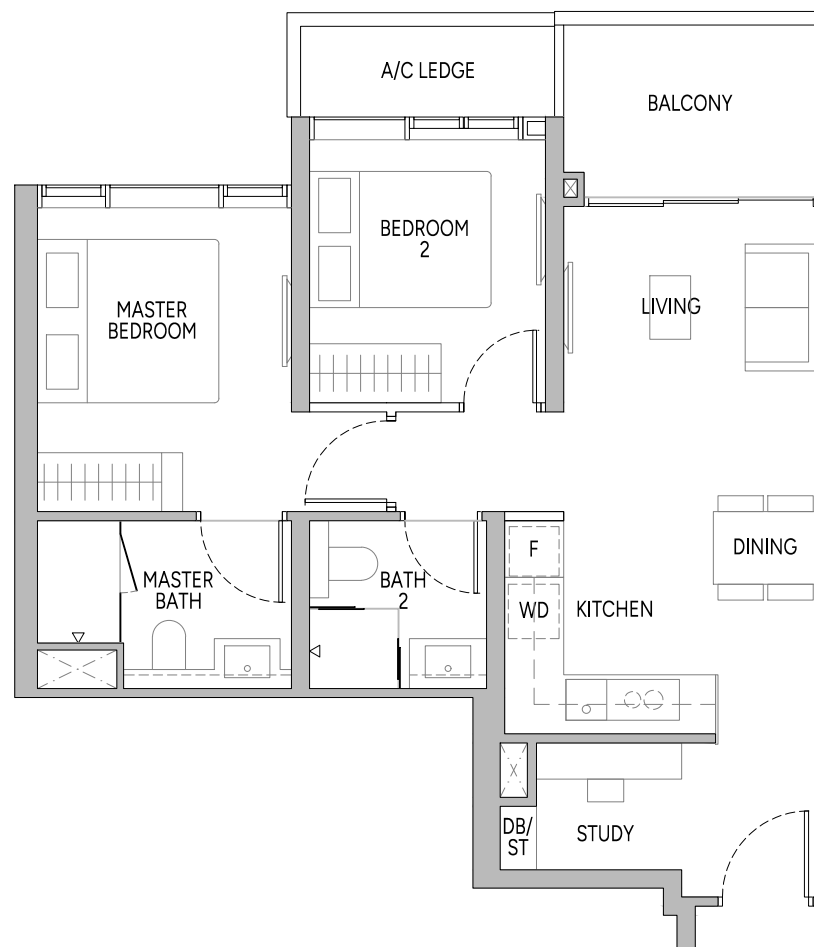 A/C LEDGE
BALCONY
BEDROOM
2
MASTER
BEDROOM
LIVING
F
DINING
MASTER
BATH
BATH
2
WD
KITCHEN
DB/
ST
STUDY